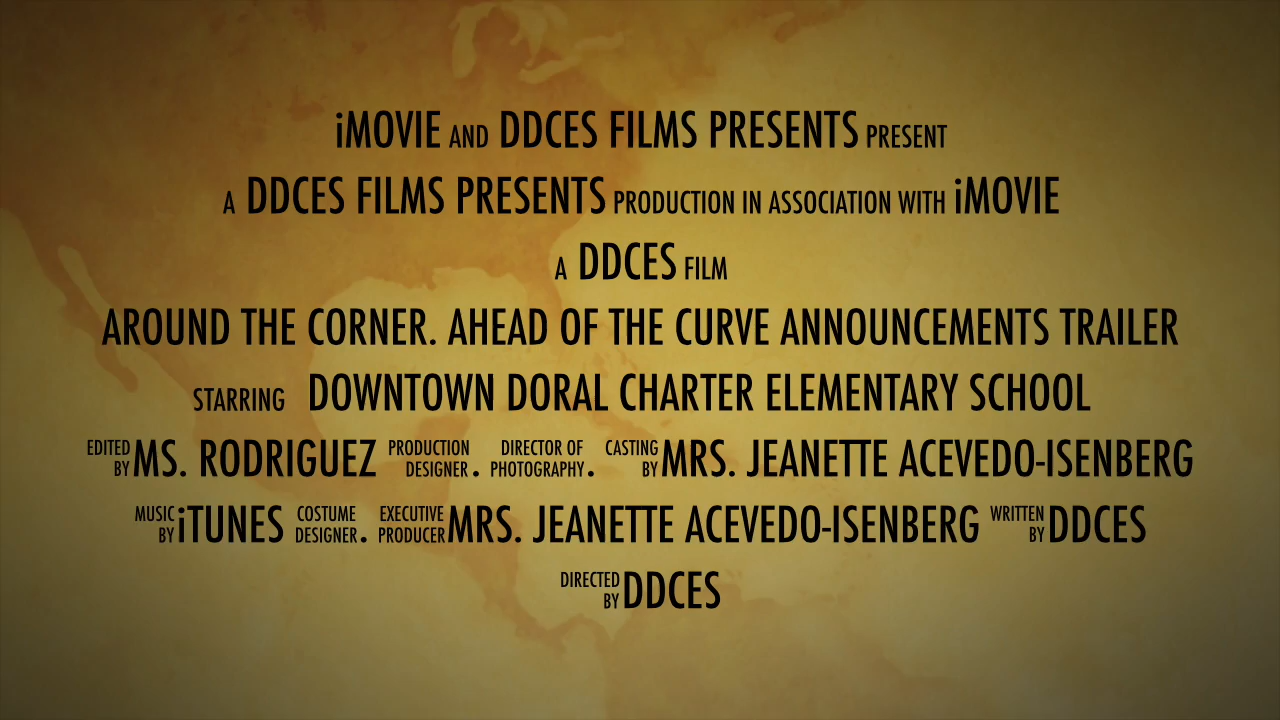 iMOVIE AND DDCES FILMS PRESENTS PRESENT
A DDCES FILMS PRESENTS PRODUCTION IN ASSOCIATION WITH iMOVIE
A DDCES FILM
AROUND THE CORNER. AHEAD OF THE CURVE ANNOUNCEMENTS TRAILER
STARRING DOWNTOWN DORAL CHARTER ELEMENTARY SCHOOL
EDITED BY MS. RODRIGUEZ PRODUCTION DESIGNER . DIRECTOR OF PHOTOGRAPHY . CASTING BY MRS. JEANETTE ACEVEDO-ISENBERG
MUSIC BY iTUNES COSTUME DESIGNER . EXECUTIVE PRODUCER MRS. JEANETTE ACEVEDO-ISENBERG WRITTEN BY DDCES
DIRECTED BY DDCES